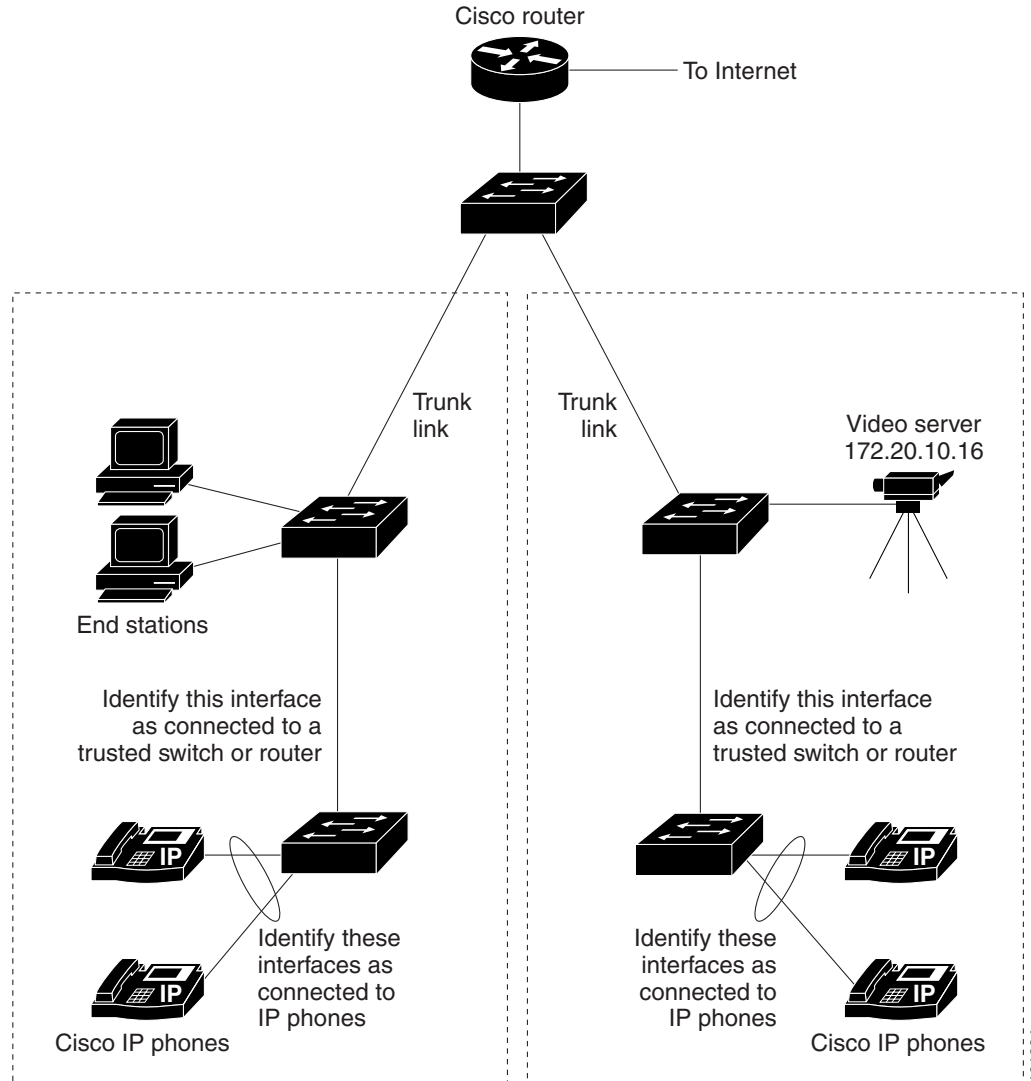 Cisco router
To Internet
Trunk
link
Trunk
link
Video server
172.20.10.16
End stations
Identify this interface
as connected to a
trusted switch or router
Identify this interface
as connected to a
trusted switch or router
IP
IP
Identify these
interfaces as
connected to
IP phones
Identify these
interfaces as
connected to
IP phones
IP
IP
Cisco IP phones
Cisco IP phones